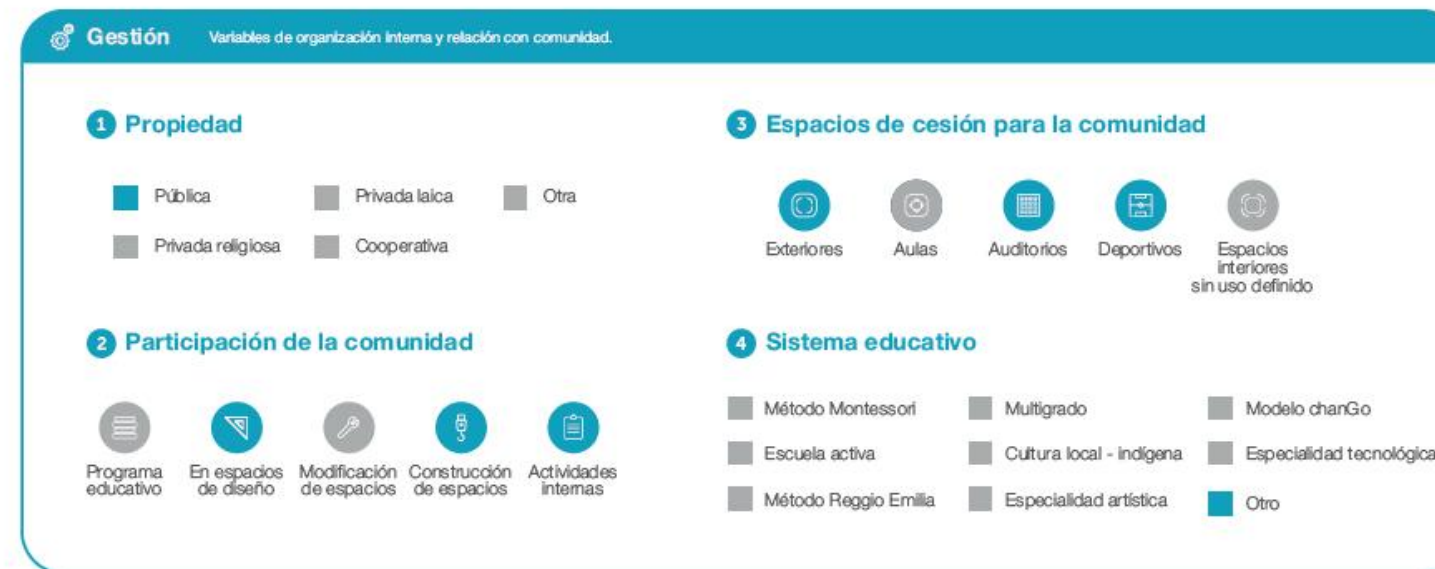 Gestión Variables de organización interna y relación con comunidad.
1 Propiedad
Pública
Privada laica
Otra
Privada religiosa
Cooperativa
2 Participación de la comunidad
Programa
educativo
En espacios
de diseño
Modificación
de espacios
Construcción
de espacios
Actividades
internas
3 Espacios de cesión para la comunidad
Exteriores
Aulas
Auditorios
Deportivos
Espacios
interiores
sin uso definido
4 Sistema educativo
Método Montessori
Multigrado
Modelo chanGo
Escuela activa
Cultura local - indígena
Especialidad tecnológica
Método Reggio Emilia
Especialidad artística
Otro